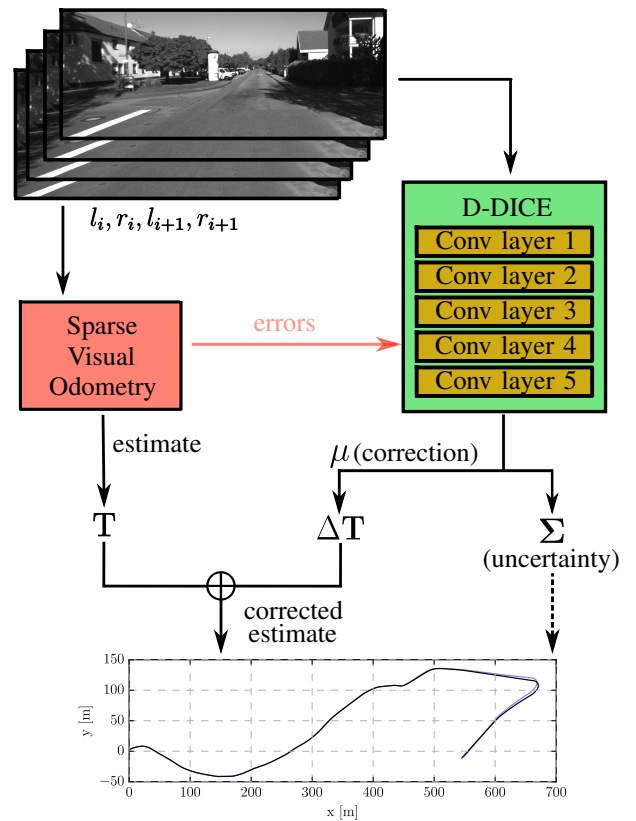 l_i, r_i, l_{i+1}, r_{i+1}
D-DICE
Conv layer 1
Conv layer 2
Conv layer 3
Conv layer 4
Conv layer 5
Sparse
Visual
Odometry
errors
estimate
μ (correction)
T
ΔT
Σ
(uncertainty)
corrected
estimate
150
100
50
0
−50
y [m]
0 100 200 300 400 500 600 700
x [m]